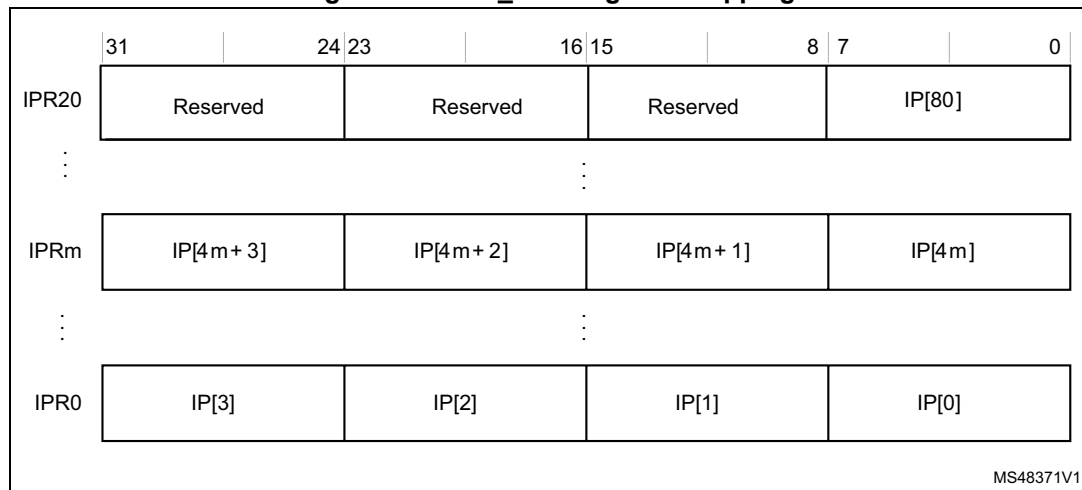 31 24 23 16 15 8 7 0
IPR20 Reserved Reserved Reserved IP[80]
IPRm IP[4m+3] IP[4m+2] IP[4m+1] IP[4m]
IPR0 IP[3] IP[2] IP[1] IP[0]
MS48371V1